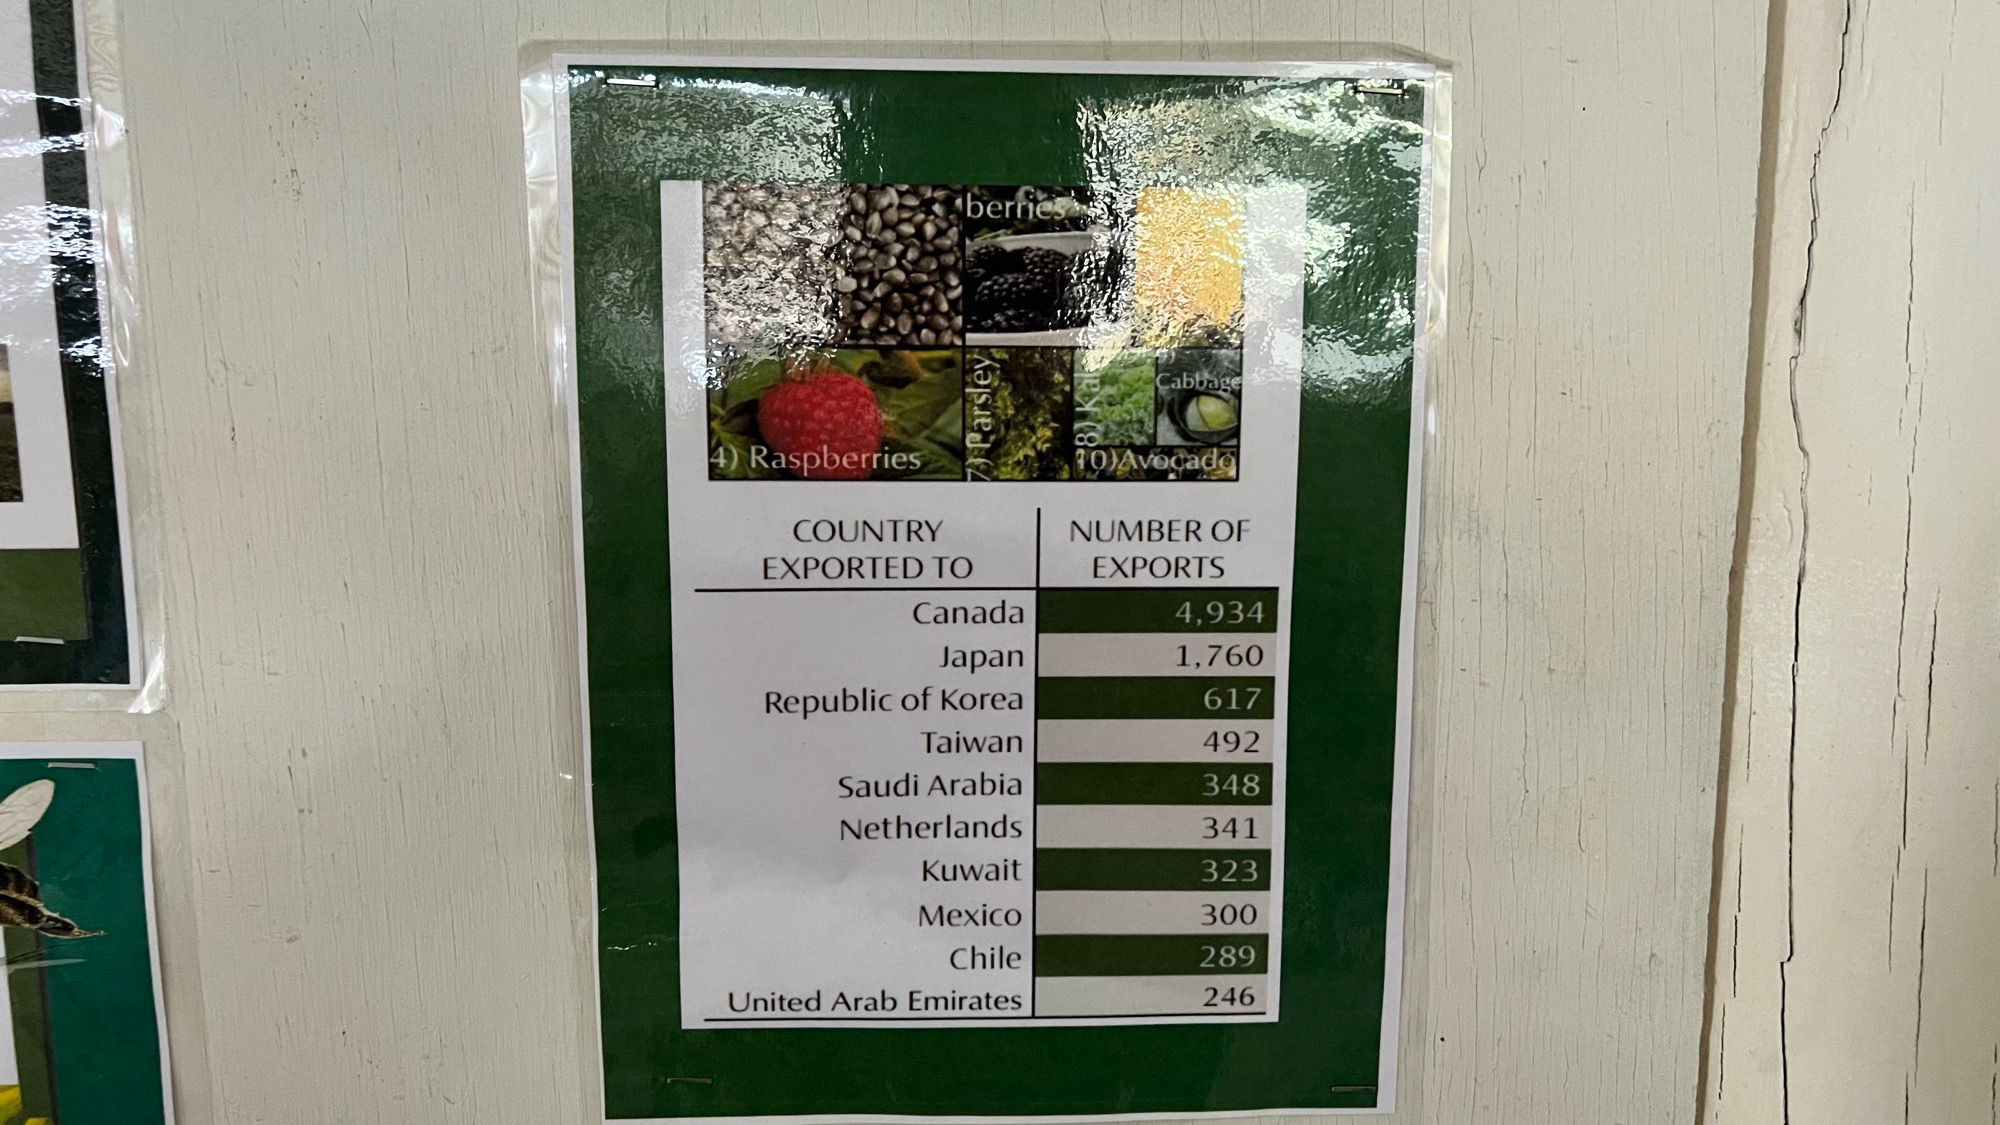 berries
4) Raspberries
7) Parsley
8) Kal
Cabbage
10)Avocado
COUNTRY EXPORTED TO
NUMBER OF EXPORTS
Canada 4,934
Japan 1,760
Republic of Korea 617
Taiwan 492
Saudi Arabia 348
Netherlands 341
Kuwait 323
Mexico 300
Chile 289
United Arab Emirates 246